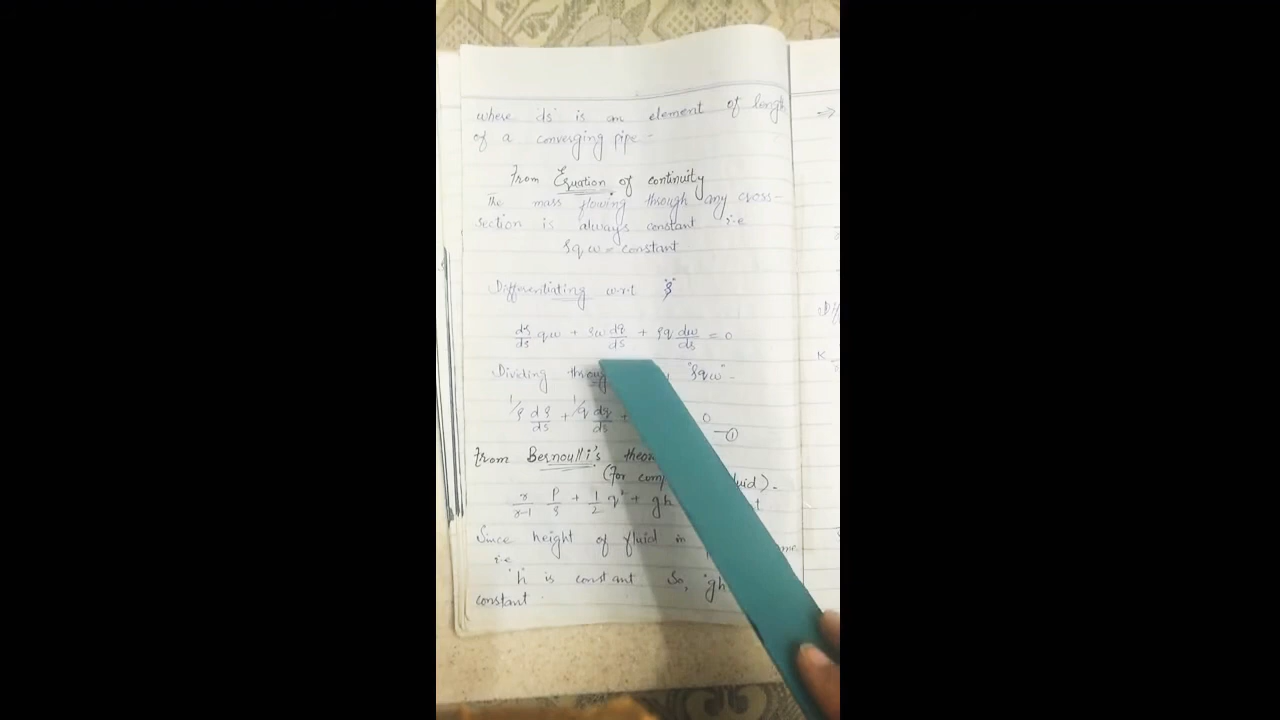 where 'ds' is an element of length
of a converging pipe -
From Equation of continuity
The mass flowing through any cross-
section is always constant i.e
ρqω = constant
Differentiating w.r.t "s"
dρ/ds qω + ρω dq/ds + ρq dω/ds = 0
Dividing "ρqω" -
1/ρ dρ/ds + 1/q dq/ds + 0
—①
From Bernoulli's
(For
γ/γ-1 P/ρ + 1/2 q² + gh
Since height of fluid in
i.e
'h' is constant So, 'gh
constant
⇒